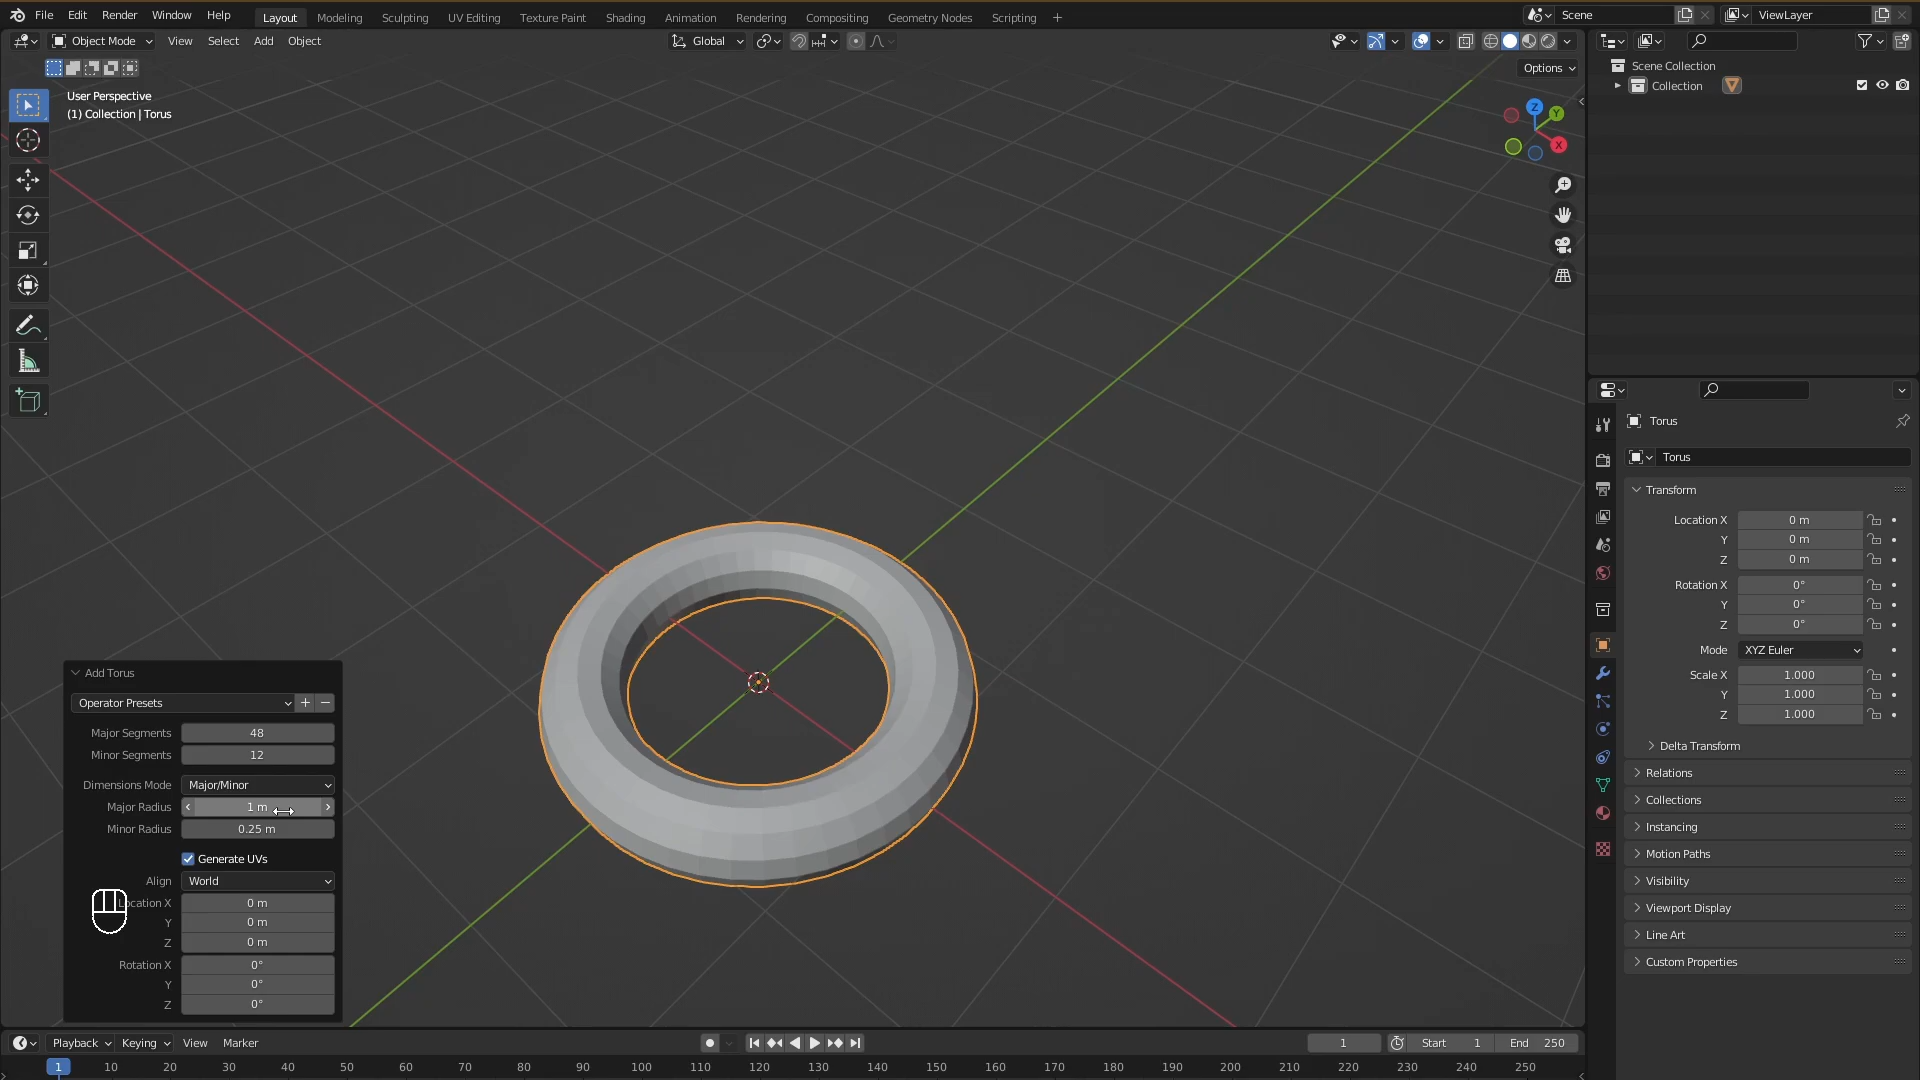 File Edit Render Window Help Layout Modeling Sculpting UV Editing Texture Paint Shading Animation Rendering Compositing Geometry Nodes Scripting + Scene ViewLayer
Object Mode View Select Add Object Global
Options
User Perspective
(1) Collection | Torus
Z
Y
X
Scene Collection
Collection
Torus
Torus
Transform
Location X 0 m
Y 0 m
Z 0 m
Rotation X 0°
Y 0°
Z 0°
Mode XYZ Euler
Scale X 1.000
Y 1.000
Z 1.000
Delta Transform
Relations
Collections
Instancing
Motion Paths
Visibility
Viewport Display
Line Art
Custom Properties
Add Torus
Operator Presets + −
Major Segments 48
Minor Segments 12
Dimensions Mode Major/Minor
Major Radius 1 m
Minor Radius 0.25 m
Generate UVs
Align World
ocation X 0 m
Y 0 m
Z 0 m
Rotation X 0°
Y 0°
Z 0°
Playback Keying View Marker 1 Start 1 End 250
1 10 20 30 40 50 60 70 80 90 100 110 120 130 140 150 160 170 180 190 200 210 220 230 240 250